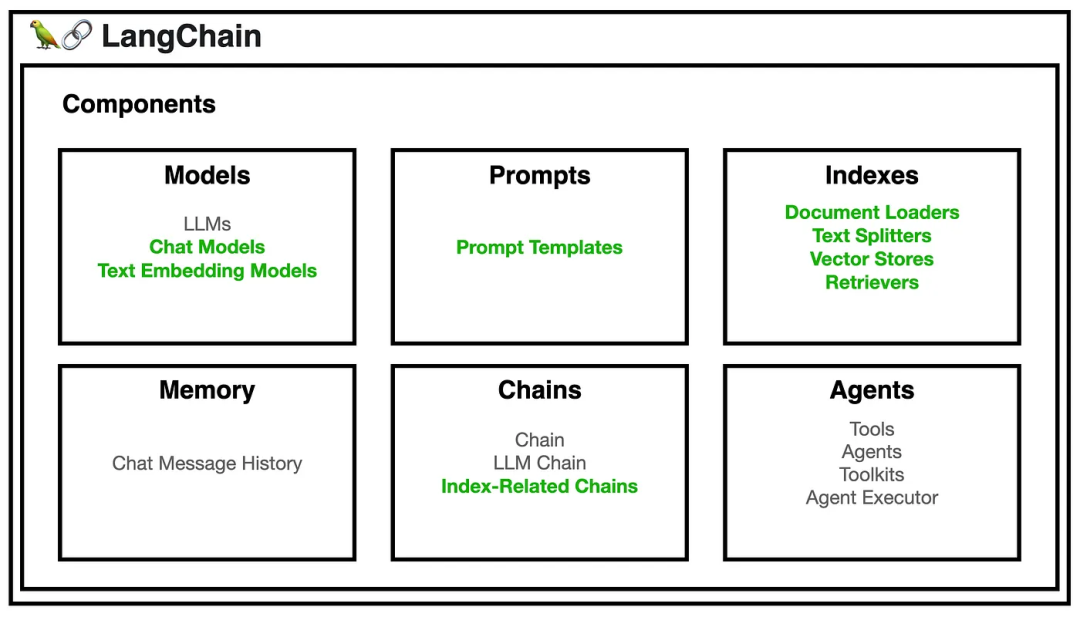 LangChain
Components
Models
LLMs
Chat Models
Text Embedding Models
Prompts
Prompt Templates
Indexes
Document Loaders
Text Splitters
Vector Stores
Retrievers
Memory
Chat Message History
Chains
Chain
LLM Chain
Index-Related Chains
Agents
Tools
Agents
Toolkits
Agent Executor